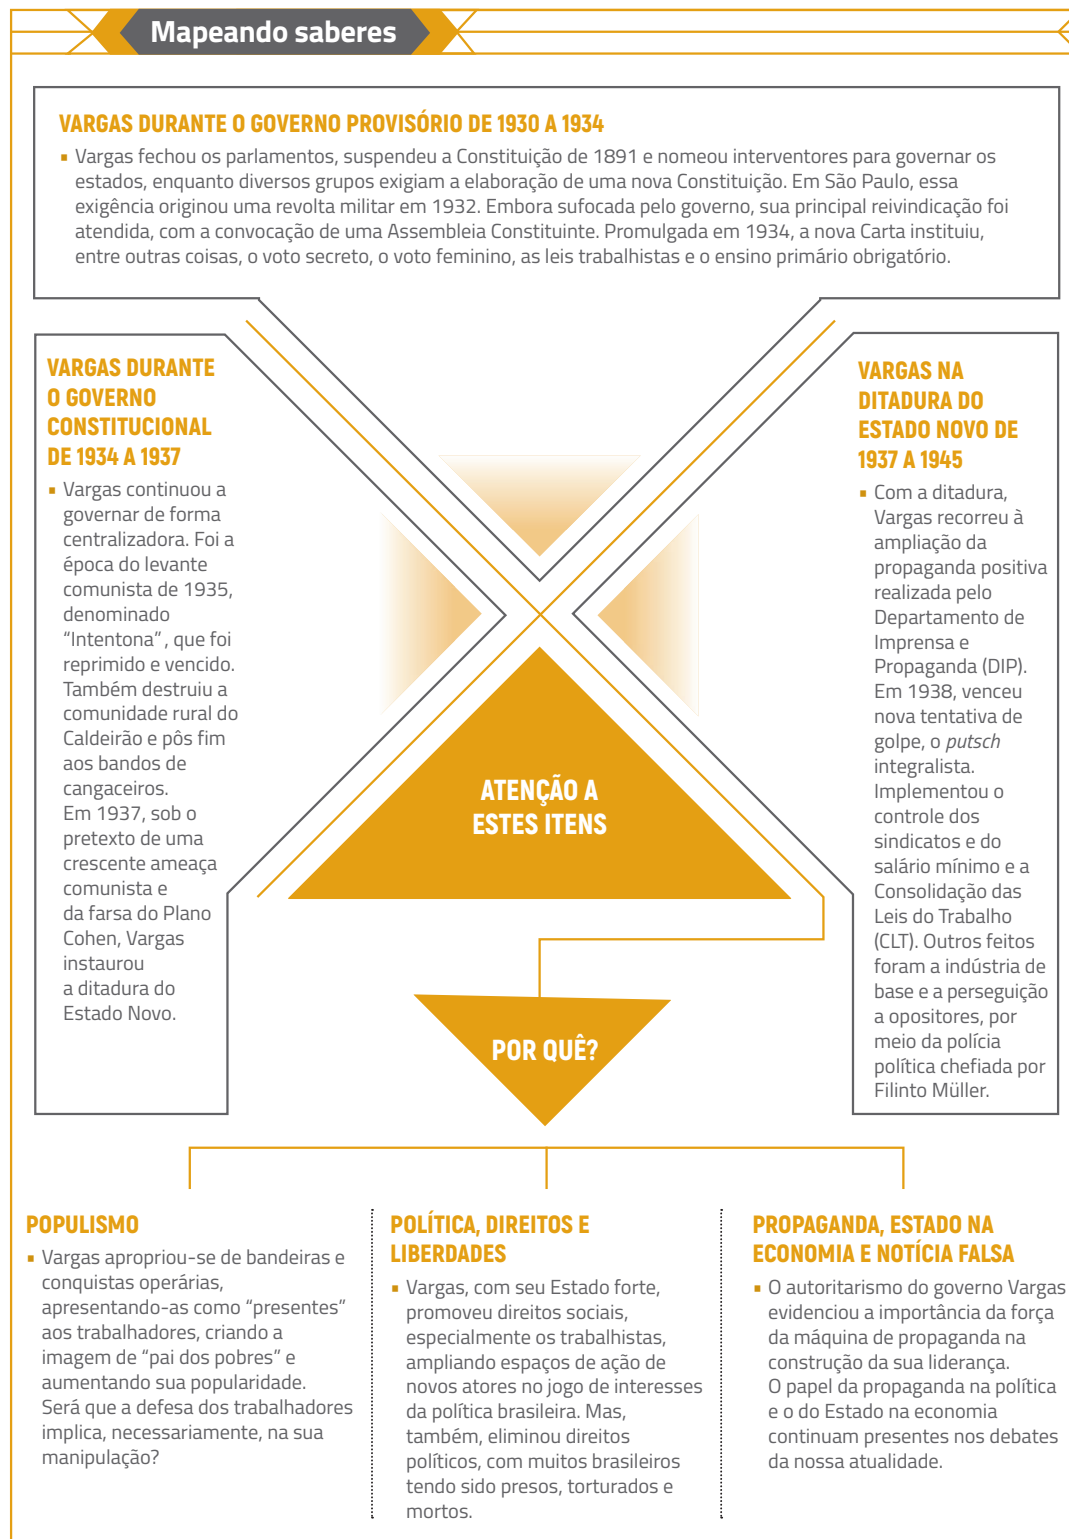 Mapeando saberes
VARGAS DURANTE O GOVERNO PROVISÓRIO DE 1930 A 1934
▪ Vargas fechou os parlamentos, suspendeu a Constituição de 1891 e nomeou interventores para governar os
estados, enquanto diversos grupos exigiam a elaboração de uma nova Constituição. Em São Paulo, essa
exigência originou uma revolta militar em 1932. Embora sufocada pelo governo, sua principal reivindicação foi
atendida, com a convocação de uma Assembleia Constituinte. Promulgada em 1934, a nova Carta instituiu,
entre outras coisas, o voto secreto, o voto feminino, as leis trabalhistas e o ensino primário obrigatório.
VARGAS DURANTE
O GOVERNO
CONSTITUCIONAL
DE 1934 A 1937
▪ Vargas continuou a
governar de forma
centralizadora. Foi a
época do levante
comunista de 1935,
denominado
“Intentona” , que foi
reprimido e vencido.
Também destruiu a
comunidade rural do
Caldeirão e pôs fim
aos bandos de
cangaceiros.
Em 1937, sob o
pretexto de uma
crescente ameaça
comunista e
da farsa do Plano
Cohen, Vargas
instaurou
a ditadura do
Estado Novo.
VARGAS NA
DITADURA DO
ESTADO NOVO DE
1937 A 1945
▪ Com a ditadura,
Vargas recorreu à
ampliação da
propaganda positiva
realizada pelo
Departamento de
Imprensa e
Propaganda (DIP).
Em 1938, venceu
nova tentativa de
golpe, o putsch
integralista.
Implementou o
controle dos
sindicatos e do
salário mínimo e a
Consolidação das
Leis do Trabalho
(CLT). Outros feitos
foram a indústria de
base e a perseguição
a opositores, por
meio da polícia
política chefiada por
Filinto Müller.
ATENÇÃO A
ESTES ITENS
POR QUÊ?
POPULISMO
▪ Vargas apropriou-se de bandeiras e
conquistas operárias,
apresentando-as como “presentes”
aos trabalhadores, criando a
imagem de “pai dos pobres” e
aumentando sua popularidade.
Será que a defesa dos trabalhadores
implica, necessariamente, na sua
manipulação?
POLÍTICA, DIREITOS E
LIBERDADES
▪ Vargas, com seu Estado forte,
promoveu direitos sociais,
especialmente os trabalhistas,
ampliando espaços de ação de
novos atores no jogo de interesses
da política brasileira. Mas,
também, eliminou direitos
políticos, com muitos brasileiros
tendo sido presos, torturados e
mortos.
PROPAGANDA, ESTADO NA
ECONOMIA E NOTÍCIA FALSA
▪ O autoritarismo do governo Vargas
evidenciou a importância da força
da máquina de propaganda na
construção da sua liderança.
O papel da propaganda na política
e o do Estado na economia
continuam presentes nos debates
da nossa atualidade.